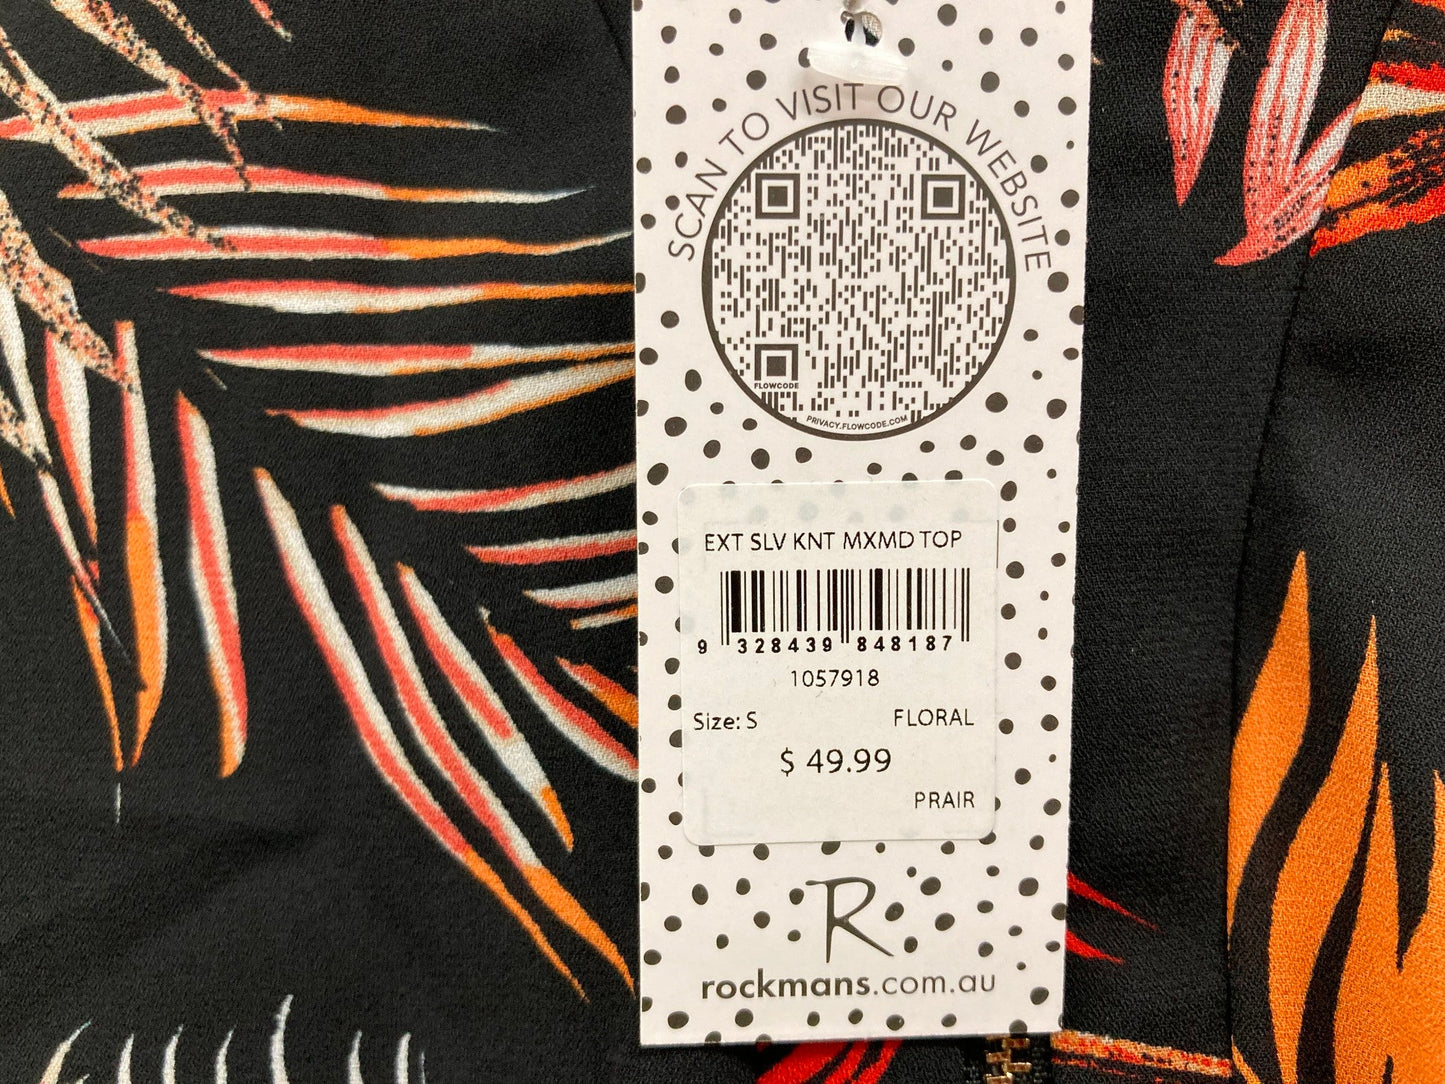 SCAN TO VISIT OUR WEBSITE
FLOWCODE
PRIVACY.FLOWCODE.COM
EXT SLV KNT MXMD TOP
9 328439 848187
1057918
Size: S FLORAL
$ 49.99
PRAIR
R
rockmans.com.au